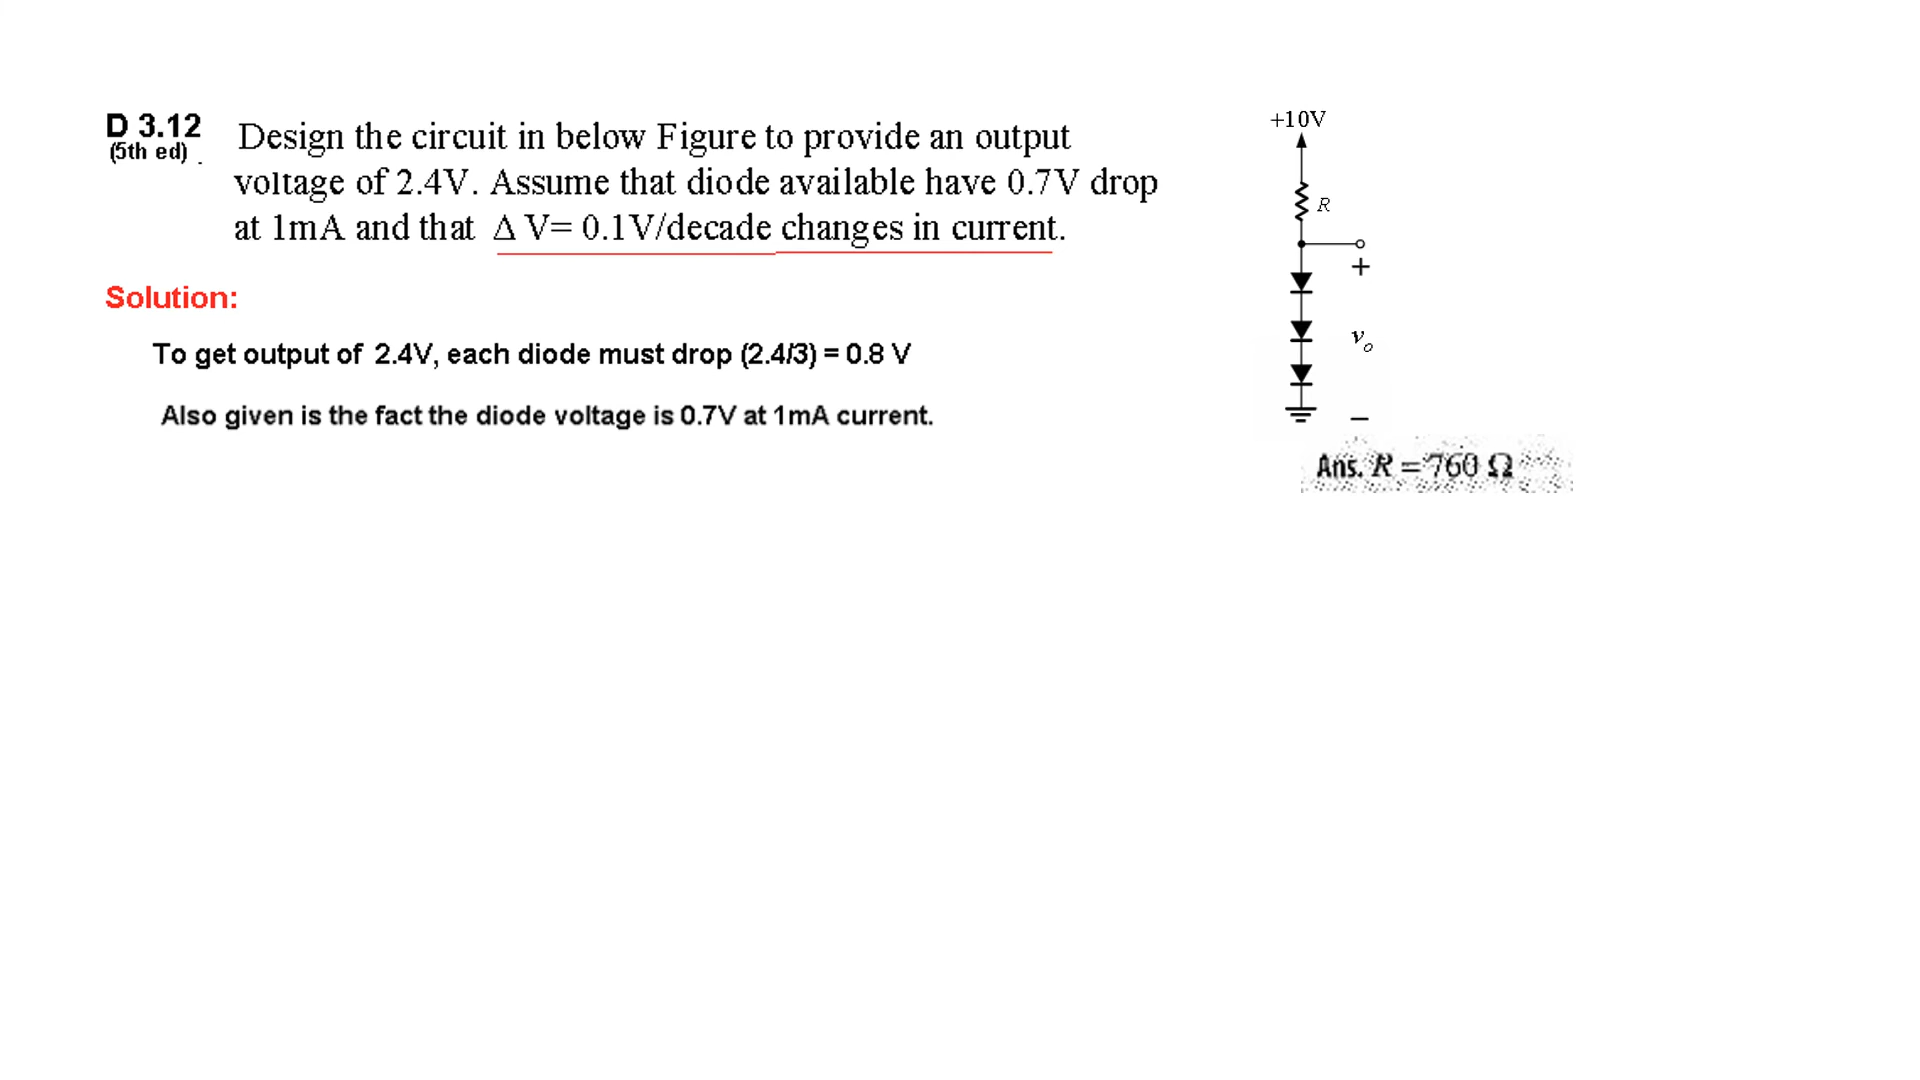 D 3.12
(5th ed) .
Design the circuit in below Figure to provide an output
voltage of 2.4V. Assume that diode available have 0.7V drop
at 1mA and that Δ V= 0.1V/decade changes in current.
Solution:
To get output of 2.4V, each diode must drop (2.4/3) = 0.8 V
Also given is the fact the diode voltage is 0.7V at 1mA current.
+10V
R
+
vo
−
Ans. R = 760 Ω